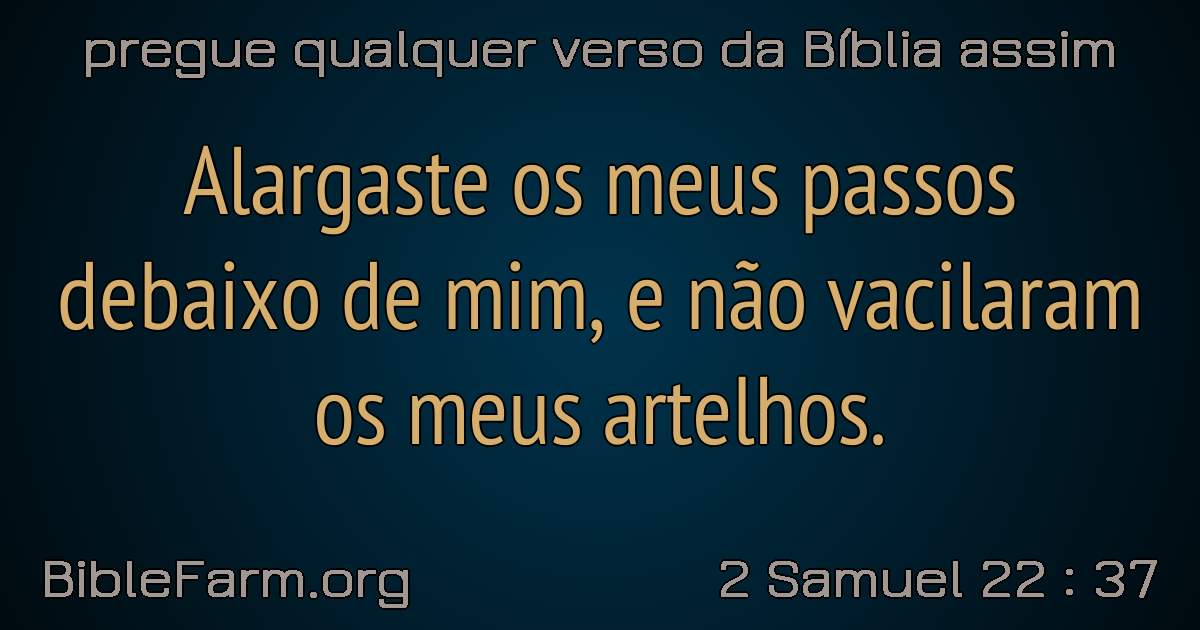 pregue qualquer verso da Bíblia assim
Alargaste os meus passos
debaixo de mim, e não vacilaram
os meus artelhos.
BibleFarm.org
2 Samuel 22 : 37